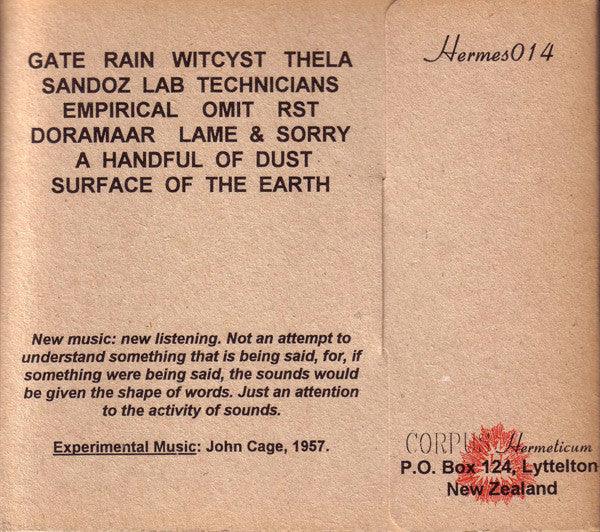 GATE RAIN WITCYST THELA
SANDOZ LAB TECHNICIANS
EMPIRICAL OMIT RST
DORAMAAR LAME & SORRY
A HANDFUL OF DUST
SURFACE OF THE EARTH
Hermes014
New music: new listening. Not an attempt to
understand something that is being said, for, if
something were being said, the sounds would
be given the shape of words. Just an attention
to the activity of sounds.
Experimental Music: John Cage, 1957.
CORPUS Hermeticum
P.O. Box 124, Lyttelton
New Zealand